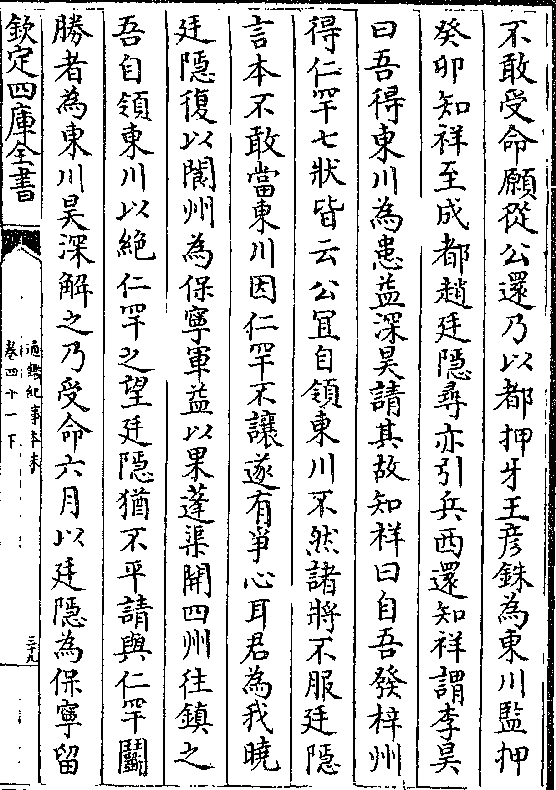 不敢受命願從公還乃以都押牙王彦銖為東川監押
癸卯知祥至成都趙廷隱尋亦引兵西還知祥謂李昊
曰吾得東川為患益深昊請其故知祥曰自吾發梓州
得仁罕七狀皆云公宜自領東川不然諸將不服廷隱
言本不敢當東川因仁罕不讓遂有爭心耳君為我曉
廷隱復以閬州為保寧軍益以果蓬渠開四州往鎮之
吾自領東川以絶仁罕之望廷隱猶不平請與仁罕鬭
勝者為東川昊深解之乃受命六月以廷隱為保寧留
欽定四庫全書
通鑑紀事本末
卷四十一下
三十九